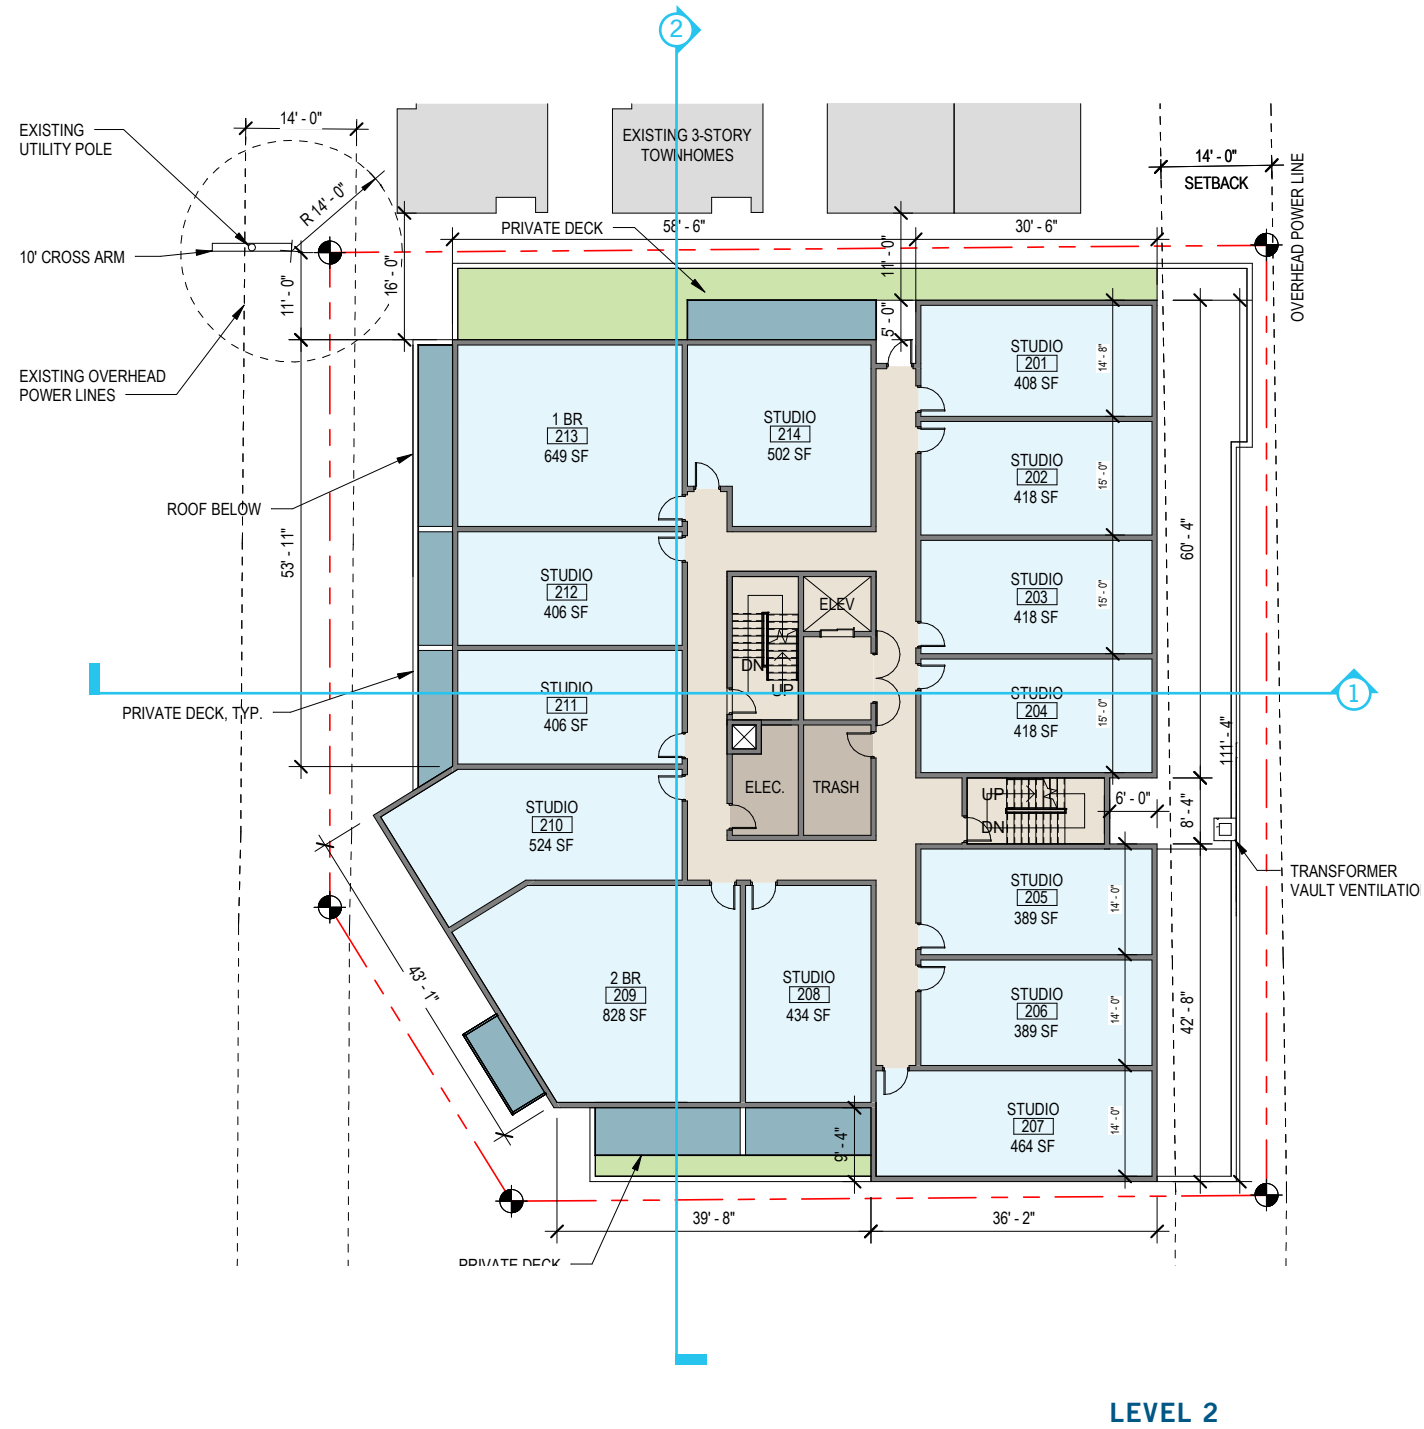 2
14' - 0"
EXISTING
UTILITY POLE
EXISTING 3-STORY
TOWNHOMES
14' - 0"
SETBACK
OVERHEAD POWER LINE
R 14' - 0"
PRIVATE DECK
58' - 6"
30' - 6"
10' CROSS ARM
11' - 0"
16' - 0"
11' - 0"
5' - 0"
EXISTING OVERHEAD
POWER LINES
STUDIO
201
408 SF
14' - 8"
1 BR
213
649 SF
STUDIO
214
502 SF
STUDIO
202
418 SF
15' - 0"
ROOF BELOW
53' - 11"
60' - 4"
STUDIO
212
406 SF
ELEV
STUDIO
203
418 SF
15' - 0"
DN
UP
STUDIO
211
406 SF
STUDIO
204
418 SF
15' - 0"
1
PRIVATE DECK, TYP.
111' - 4"
ELEC.
TRASH
UP
DN
6' - 0"
8' - 4"
STUDIO
210
524 SF
TRANSFORMER
VAULT VENTILATIO
STUDIO
205
389 SF
14' - 0"
43' - 1"
2 BR
209
828 SF
STUDIO
208
434 SF
STUDIO
206
389 SF
14' - 0"
42' - 8"
STUDIO
207
464 SF
14' - 0"
9' - 4"
39' - 8"
36' - 2"
PRIVATE DECK
LEVEL 2